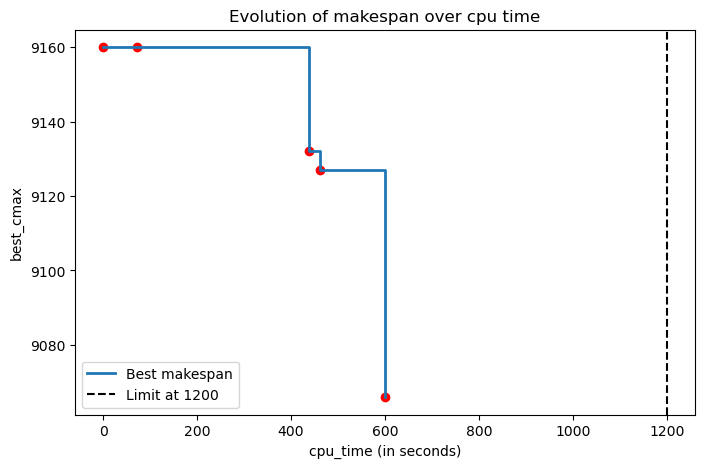 Evolution of makespan over cpu time
best_cmax
9160
9140
9120
9100
9080
Best makespan
Limit at 1200
0 200 400 600 800 1000 1200
cpu_time (in seconds)